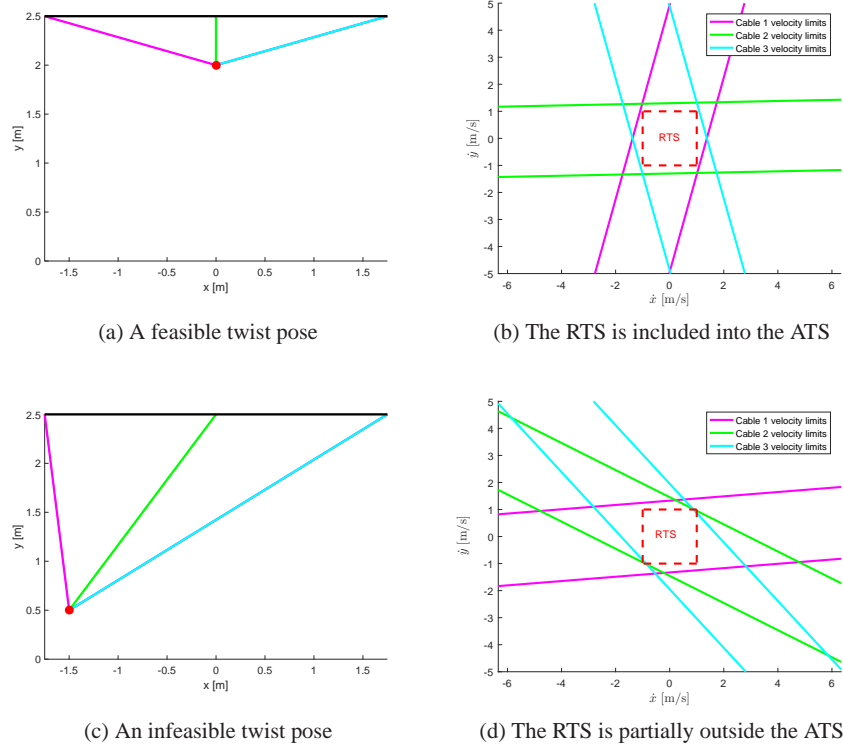 2.5
2
1.5
1
0.5
0
y [m]
-1.5 -1 -0.5 0 0.5 1 1.5
x [m]
(a) A feasible twist pose
5
4
3
2
1
0
-1
-2
-3
-4
-5
ẏ [m/s]
Cable 1 velocity limits
Cable 2 velocity limits
Cable 3 velocity limits
RTS
-6 -4 -2 0 2 4 6
ẋ [m/s]
(b) The RTS is included into the ATS
2.5
2
1.5
1
0.5
0
y [m]
-1.5 -1 -0.5 0 0.5 1 1.5
x [m]
(c) An infeasible twist pose
5
4
3
2
1
0
-1
-2
-3
-4
-5
ẏ [m/s]
Cable 1 velocity limits
Cable 2 velocity limits
Cable 3 velocity limits
RTS
-6 -4 -2 0 2 4 6
ẋ [m/s]
(d) The RTS is partially outside the ATS